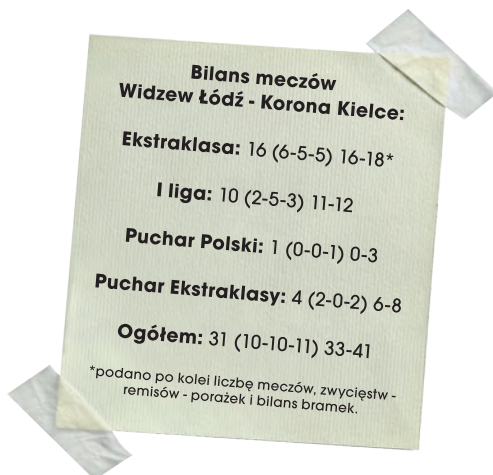 Bilans meczów
Widzew Łódź - Korona Kielce:
Ekstraklasa: 16 (6-5-5) 16-18*
I liga: 10 (2-5-3) 11-12
Puchar Polski: 1 (0-0-1) 0-3
Puchar Ekstraklasy: 4 (2-0-2) 6-8
Ogółem: 31 (10-10-11) 33-41
*podano po kolei liczbę meczów, zwycięstw -
remisów - porażek i bilans bramek.